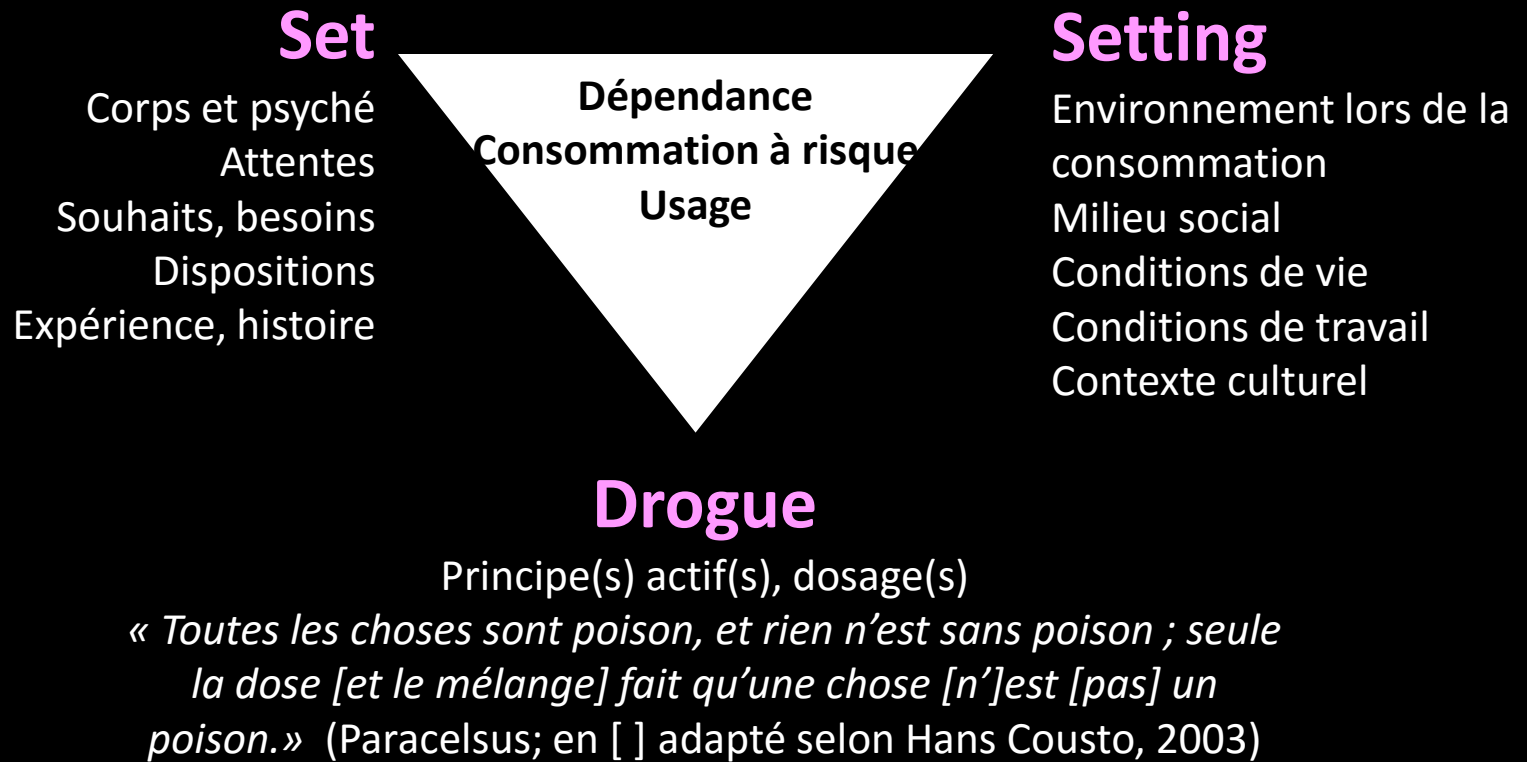 Set
Corps et psyché
Attentes
Souhaits, besoins
Dispositions
Expérience, histoire
Dépendance
Consommation à risque
Usage
Setting
Environnement lors de la
consommation
Milieu social
Conditions de vie
Conditions de travail
Contexte culturel
Drogue
Principe(s) actif(s), dosage(s)
« Toutes les choses sont poison, et rien n’est sans poison ; seule
la dose [et le mélange] fait qu’une chose [n’]est [pas] un
poison.» (Paracelsus; en [ ] adapté selon Hans Cousto, 2003)